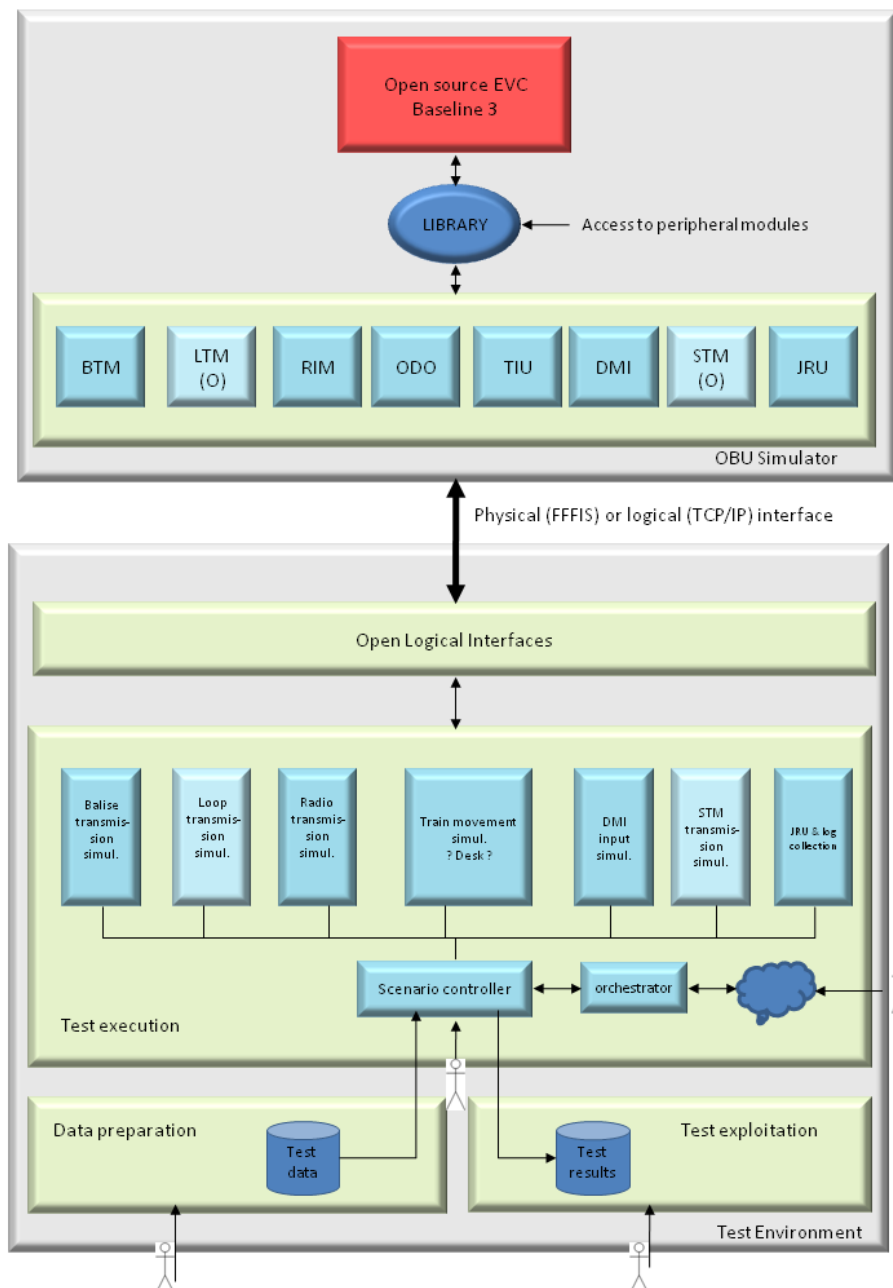 Open source EVC
Baseline 3
LIBRARY
Access to peripheral modules
BTM
LTM
(O)
RIM
ODO
TIU
DMI
STM
(O)
JRU
OBU Simulator
Physical (FFFIS) or logical (TCP/IP) interface
Open Logical Interfaces
Balise
transmis-
sion
simul.
Loop
transmis-
sion
simul.
Radio
transmis-
sion
simul.
Train movement
simul.
? Desk ?
DMI
input
simul.
STM
transmis-
sion
simul.
JRU & log
collection
Scenario controller
orchestrator
Test execution
Data preparation
Test
data
Test exploitation
Test
results
Test Environment